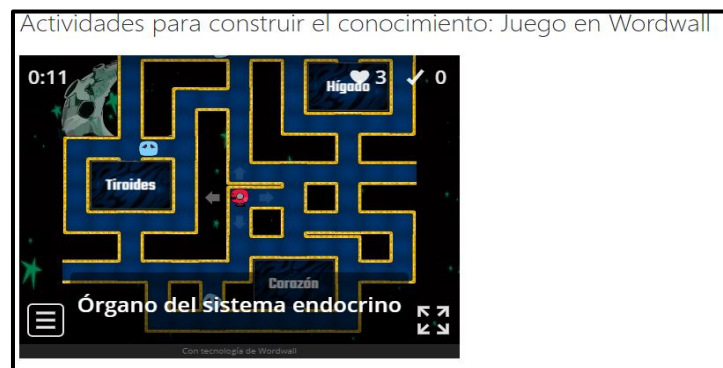 Actividades para construir el conocimiento: Juego en Wordwall
0:11
Hígado
3
0
Tiroides
Corazón
Órgano del sistema endocrino
Con tecnología de Wordwall